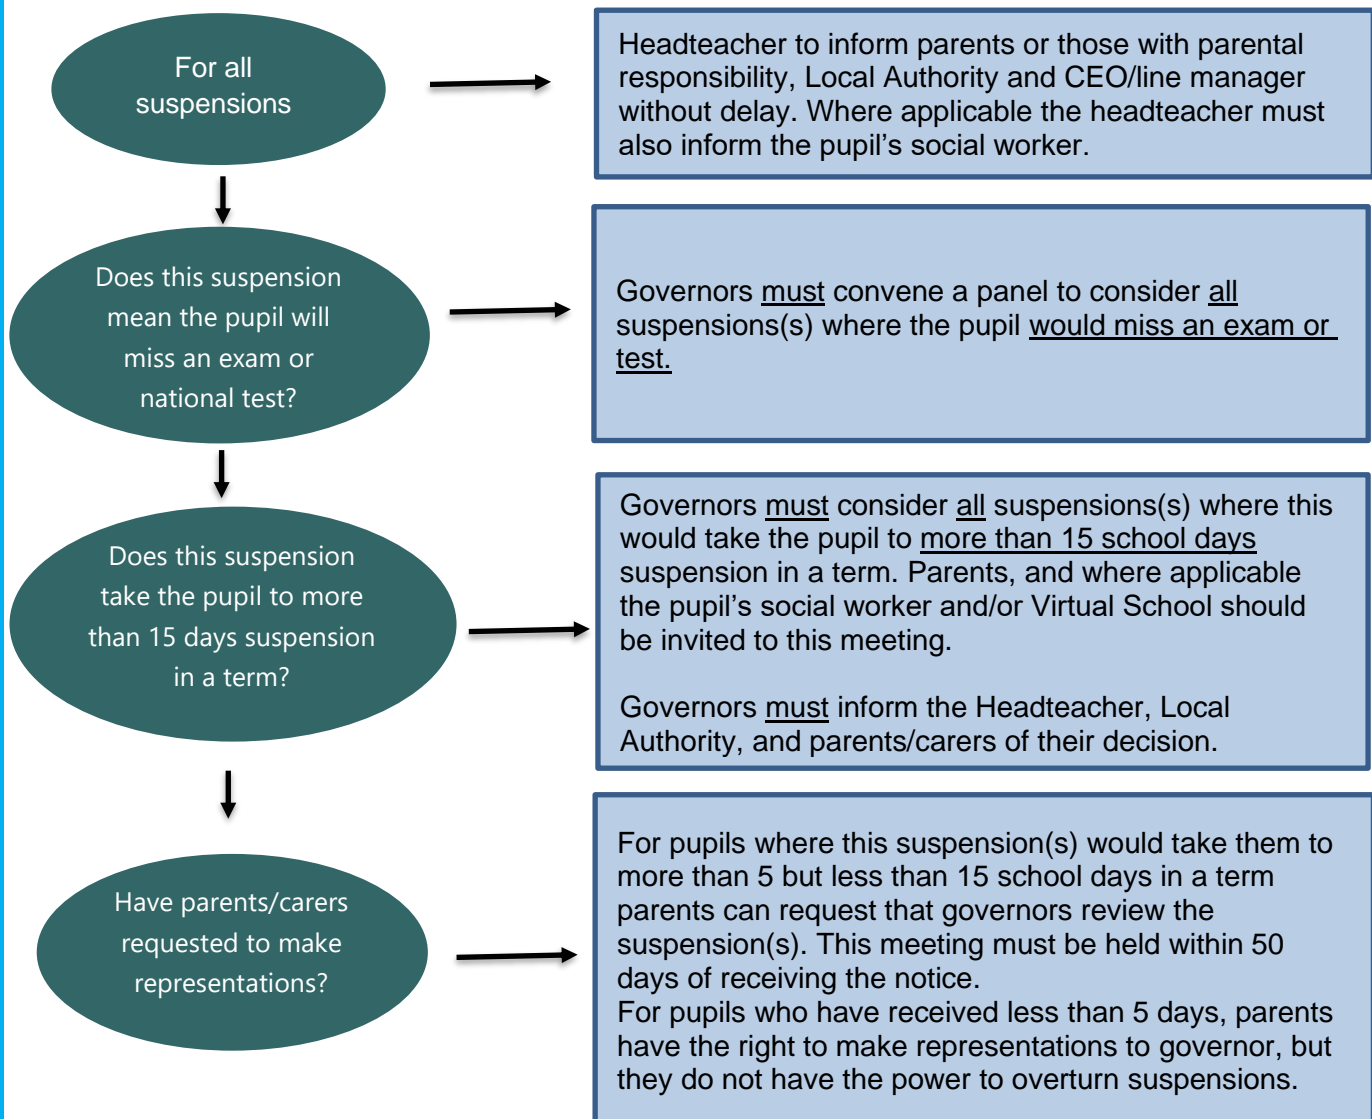 For all
suspensions
Headteacher to inform parents or those with parental
responsibility, Local Authority and CEO/line manager
without delay. Where applicable the headteacher must
also inform the pupil’s social worker.
Does this suspension
mean the pupil will
miss an exam or
national test?
Governors must convene a panel to consider all
suspensions(s) where the pupil would miss an exam or
test.
Does this suspension
take the pupil to more
than 15 days suspension
in a term?
Governors must consider all suspensions(s) where this
would take the pupil to more than 15 school days
suspension in a term. Parents, and where applicable
the pupil’s social worker and/or Virtual School should
be invited to this meeting.
Governors must inform the Headteacher, Local
Authority, and parents/carers of their decision.
Have parents/carers
requested to make
representations?
For pupils where this suspension(s) would take them to
more than 5 but less than 15 school days in a term
parents can request that governors review the
suspension(s). This meeting must be held within 50
days of receiving the notice.
For pupils who have received less than 5 days, parents
have the right to make representations to governor, but
they do not have the power to overturn suspensions.